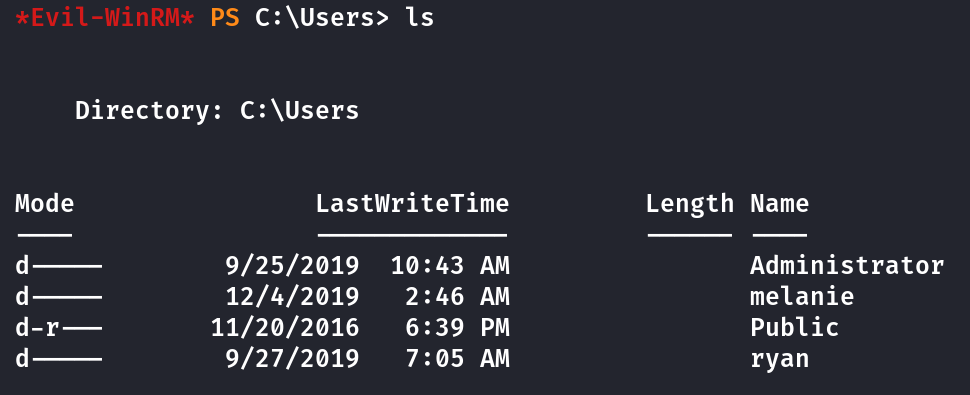 *Evil-WinRM* PS C:\Users> ls
Directory: C:\Users
Mode                LastWriteTime         Length Name
----                -------------         ------ ----
d-----        9/25/2019  10:43 AM                Administrator
d-----        12/4/2019   2:46 AM                melanie
d-r---       11/20/2016   6:39 PM                Public
d-----        9/27/2019   7:05 AM                ryan